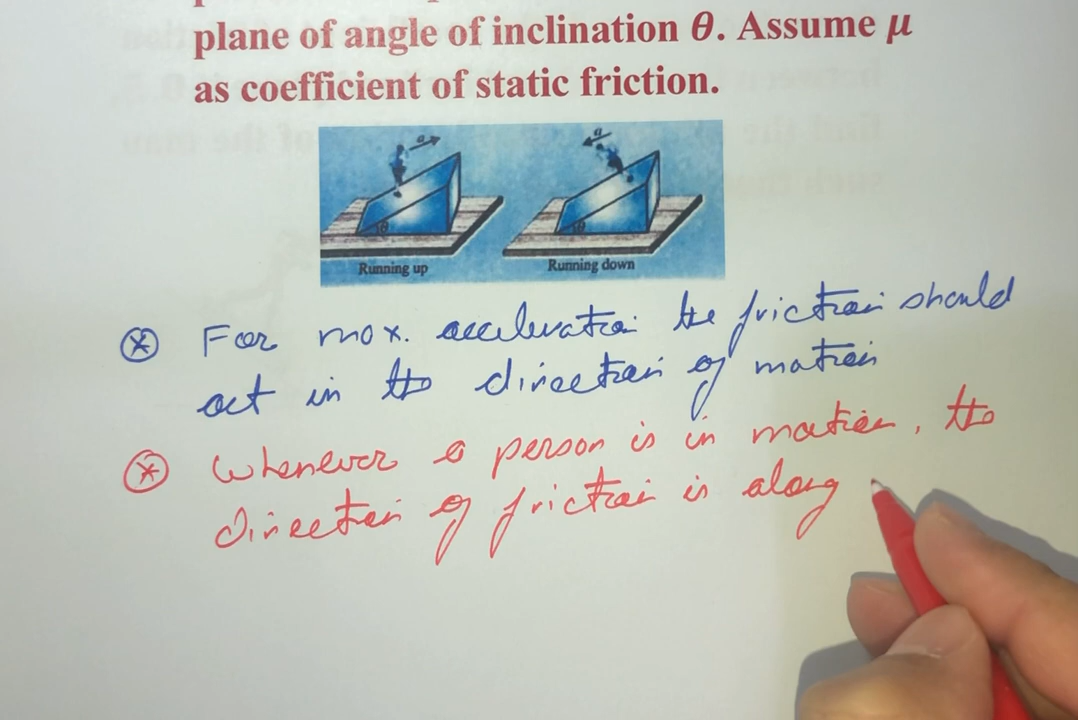 plane of angle of inclination θ. Assume μ
as coefficient of static friction.
a
a
θ
θ
Running up
Running down
For max. acceleration the friction should
act in the direction of motion
Whenever a person is in motion, the
direction of friction is along